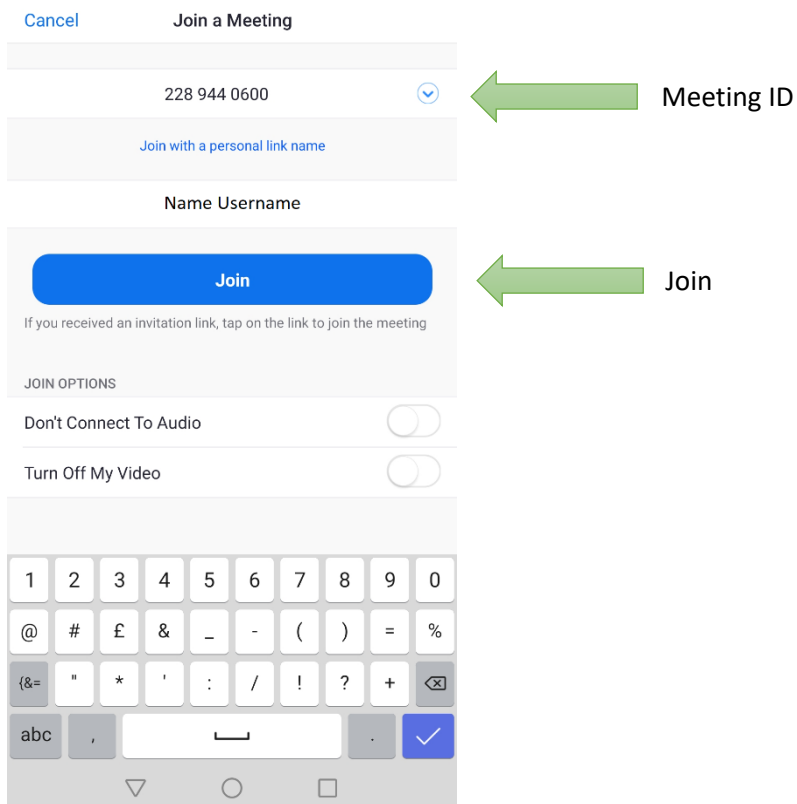 Cancel Join a Meeting
228 944 0600 Meeting ID
Join with a personal link name
Name Username
Join Join
If you received an invitation link, tap on the link to join the meeting
JOIN OPTIONS
Don't Connect To Audio
Turn Off My Video
1 2 3 4 5 6 7 8 9 0
@ # £ & _ - ( ) = %
{&= " * ' : / ! ? +
abc , .